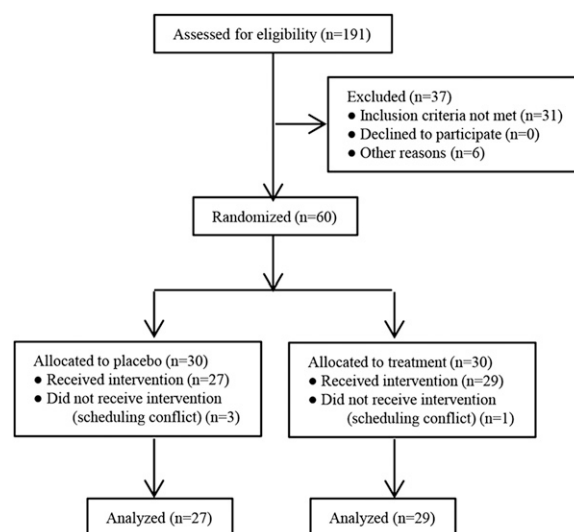 Assessed for eligibility (n=191)
Excluded (n=37)
● Inclusion criteria not met (n=31)
● Declined to participate (n=0)
● Other reasons (n=6)
Randomized (n=60)
Allocated to placebo (n=30)
● Received intervention (n=27)
● Did not receive intervention
(scheduling conflict) (n=3)
Allocated to treatment (n=30)
● Received intervention (n=29)
● Did not receive intervention
(scheduling conflict) (n=1)
Analyzed (n=27)
Analyzed (n=29)